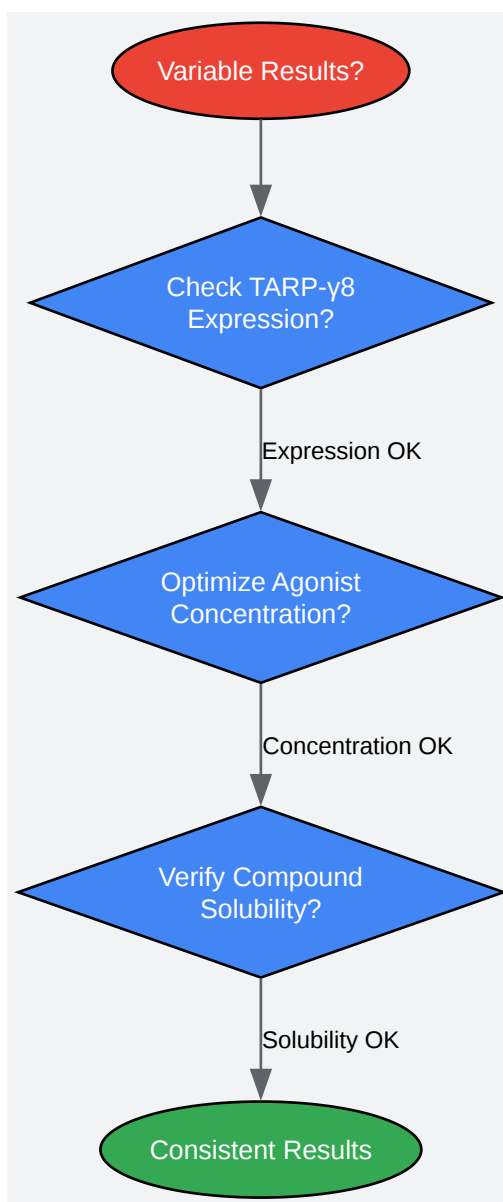 Variable Results?
Check TARP-γ8
Expression?
Expression OK
Optimize Agonist
Concentration?
Concentration OK
Verify Compound
Solubility?
Solubility OK
Consistent Results